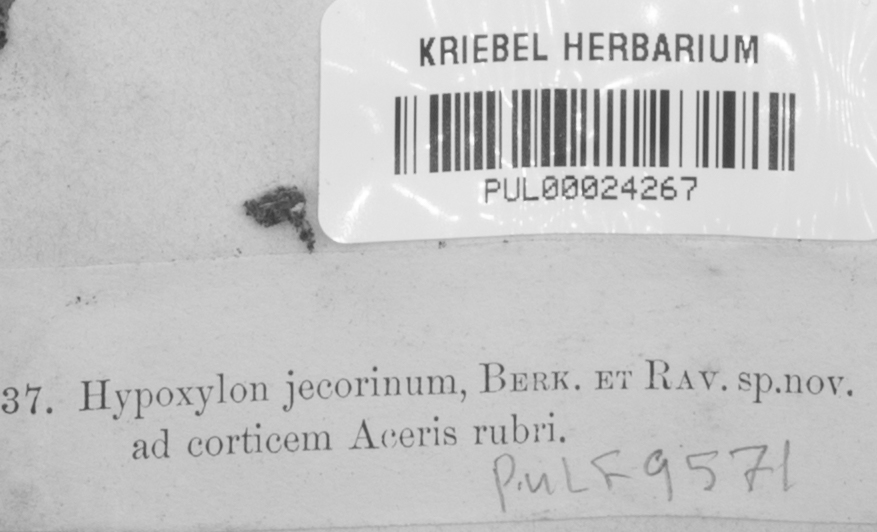 KRIEBEL HERBARIUM
PUL00024267
37. Hypoxylon jecorinum, BERK. ET RAV. sp.nov.
ad corticem Aceris rubri.
PuLF9571